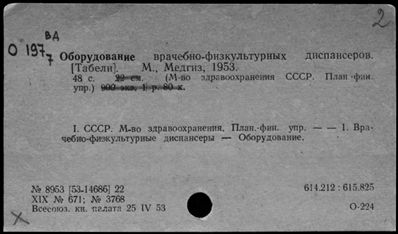 2
ВА
О 197
7
Оборудование врачебно-физкультурных диспансеров.
[Табели]. М., Медгиз, 1953.
48 с. 22 см. (М-во здравоохранения СССР. План.-фин.
упр.) 900 экз. 1 р. 80 к.
I. СССР. М-во здравоохранения. План.-фин. упр. — — 1. Вра-
чебно-физкультурные диспансеры — Оборудование.
№ 8953 [53-14686] 22
614.212 : 615.825
XIX № 671; № 3768
Всесоюз. кн. палата 25 IV 53
О-224